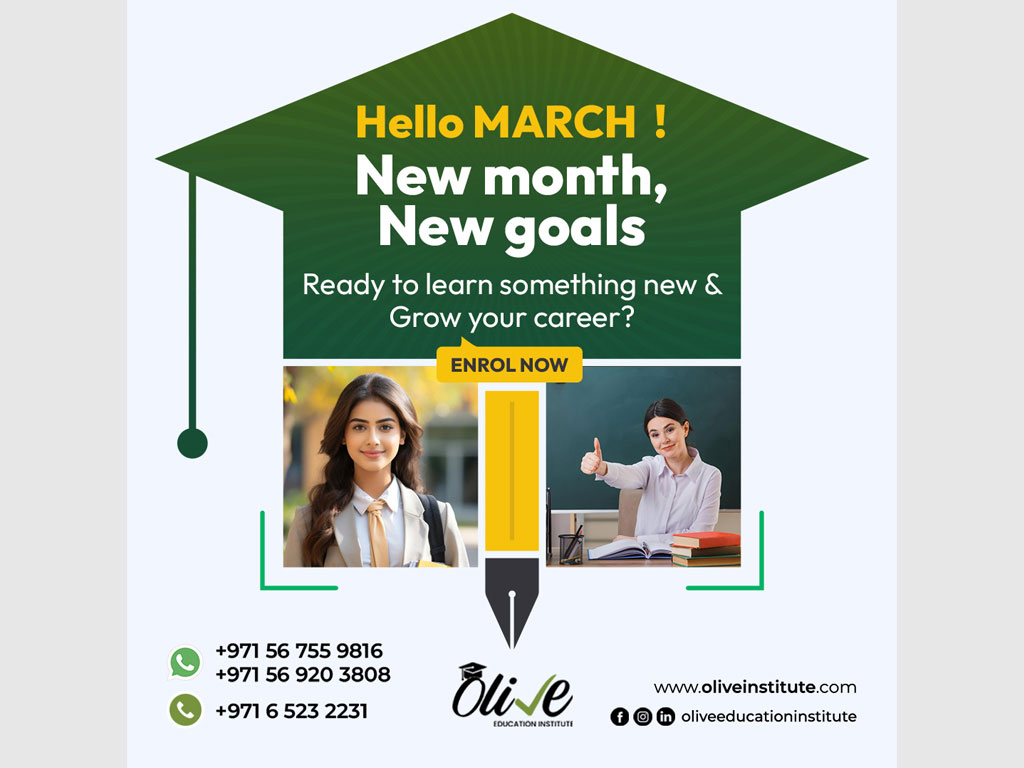 Hello MARCH !
New month,
New goals
Ready to learn something new &
Grow your career?
ENROL NOW
+971 56 755 9816
+971 56 920 3808
+971 6 523 2231
Olive
EDUCATION INSTITUTE
www.oliveinstitute.com
oliveeducationinstitute